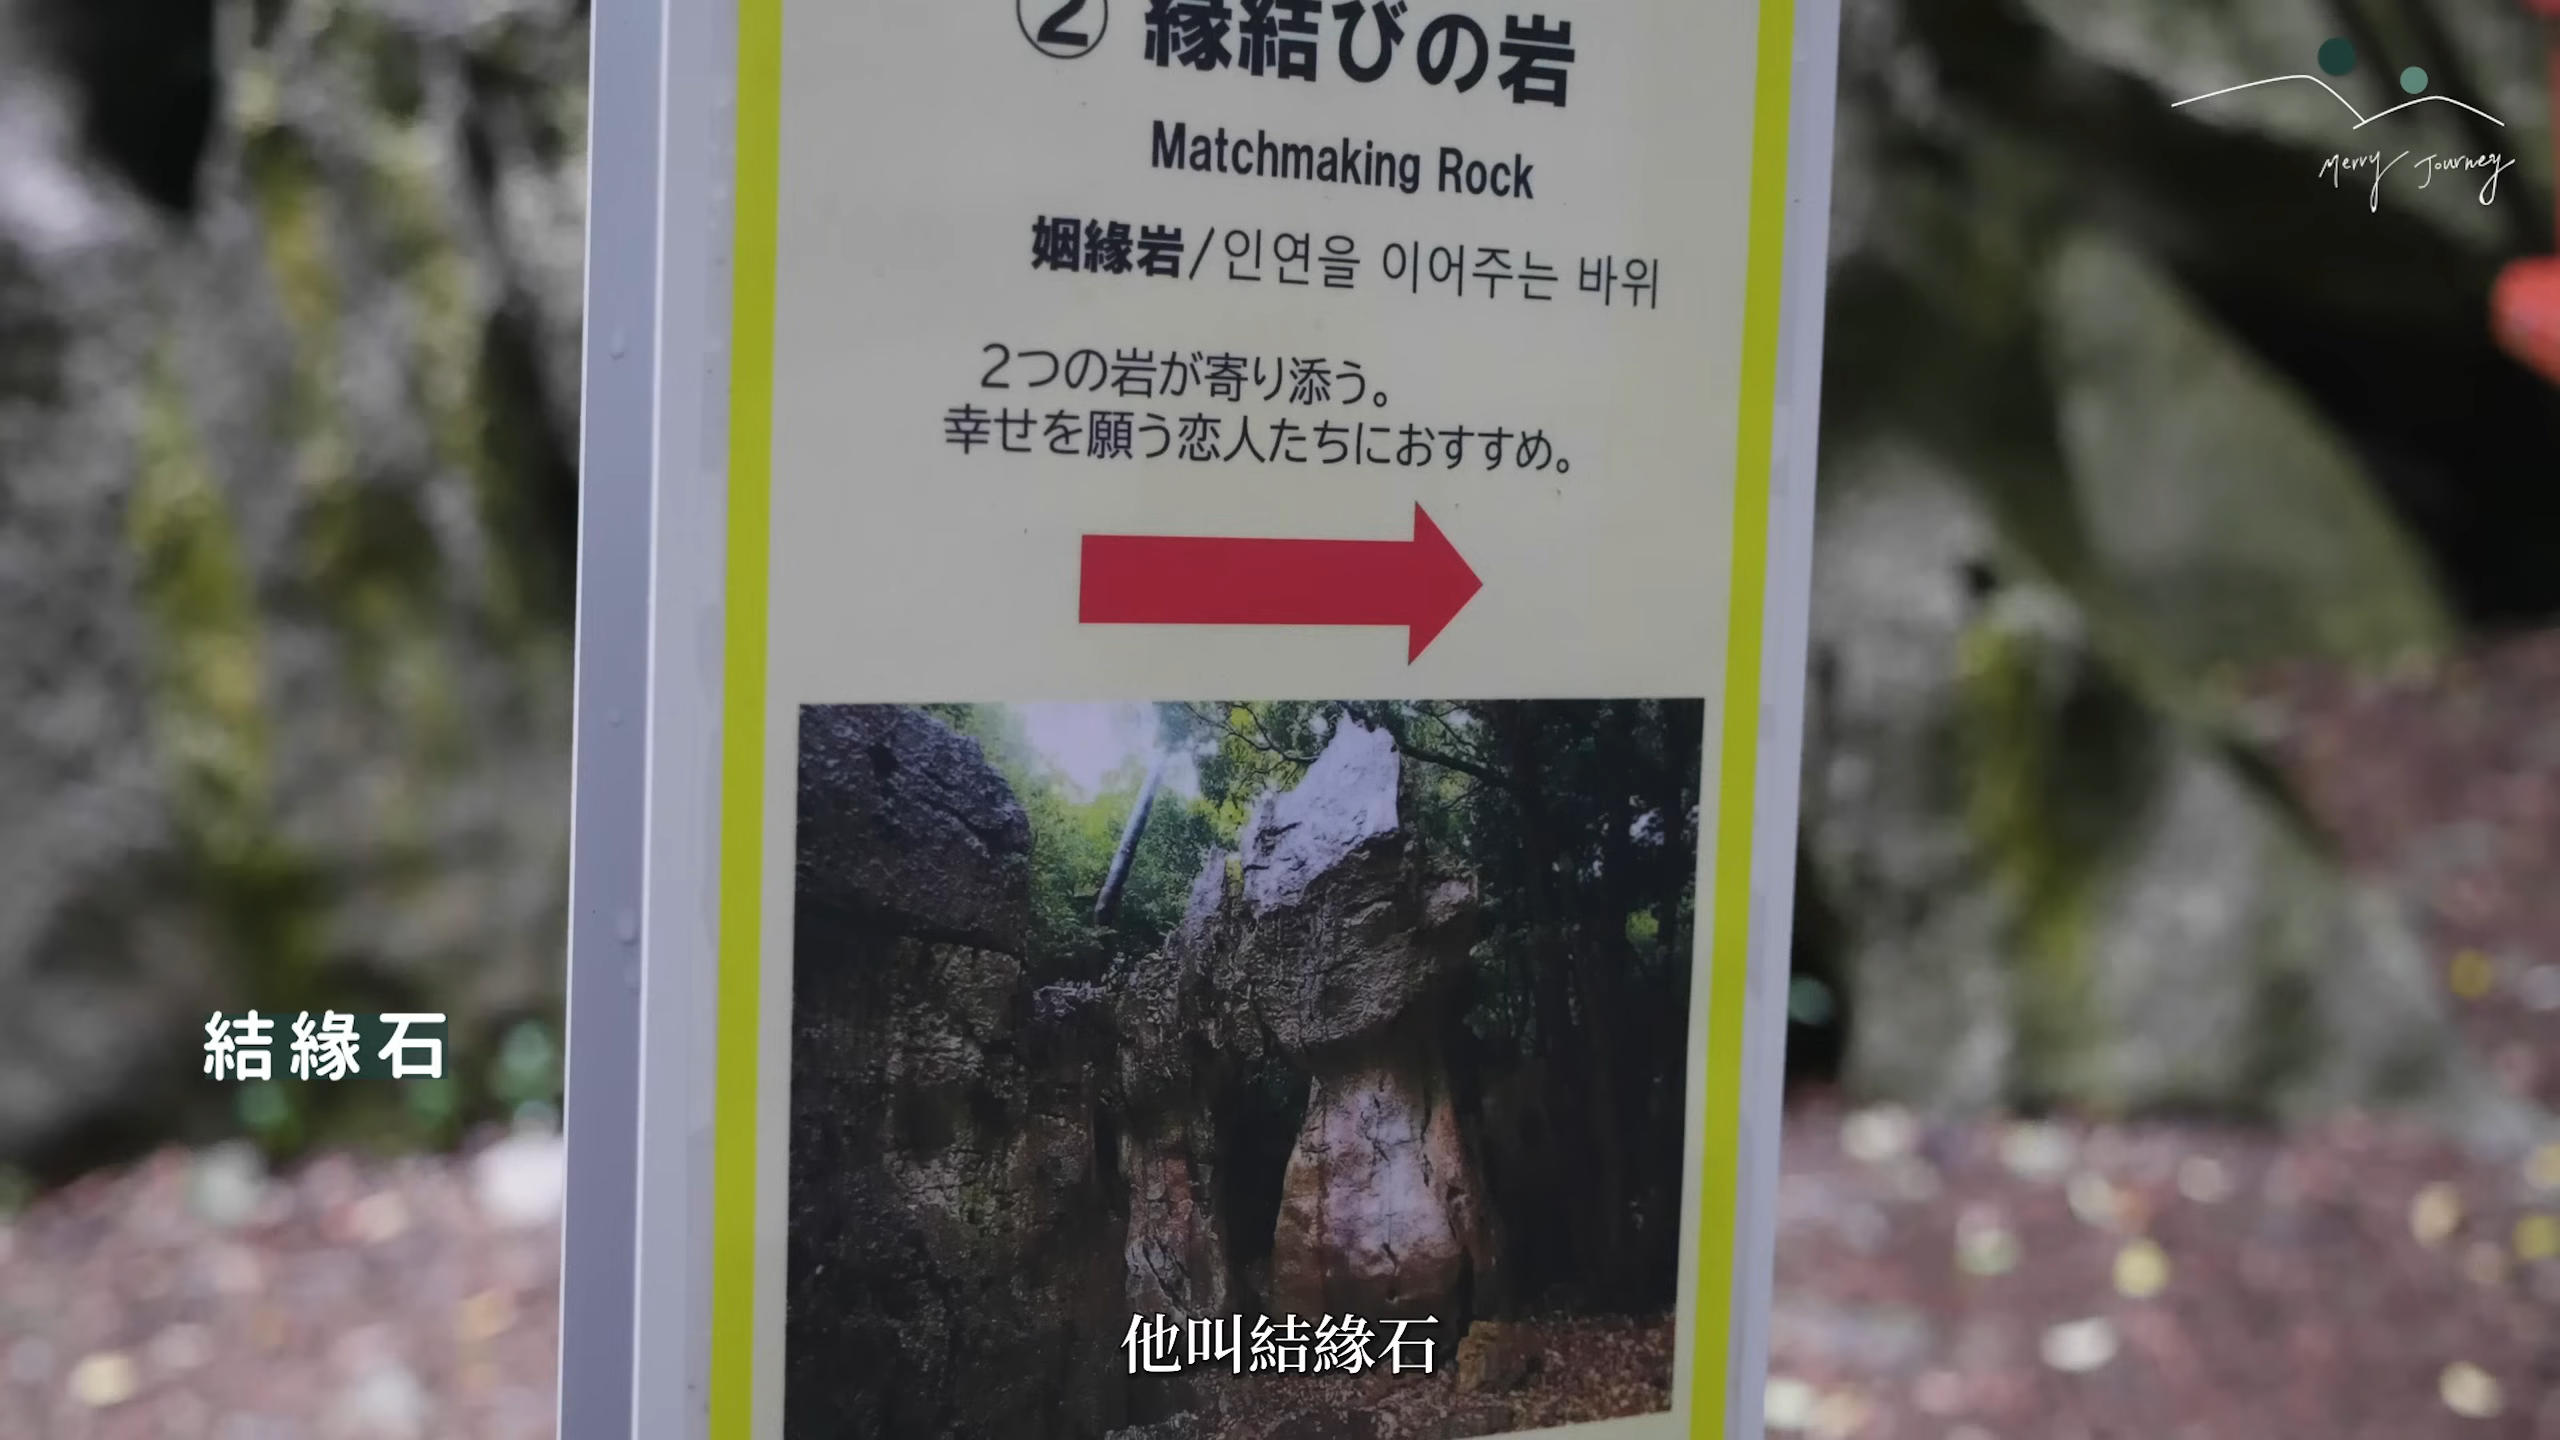 ② 縁結びの岩
Merry Journey
Matchmaking Rock
姻緣岩/인연을 이어주는 바위
2つの岩が寄り添う。
幸せを願う恋人たちにおすすめ。
結緣石
他叫結緣石